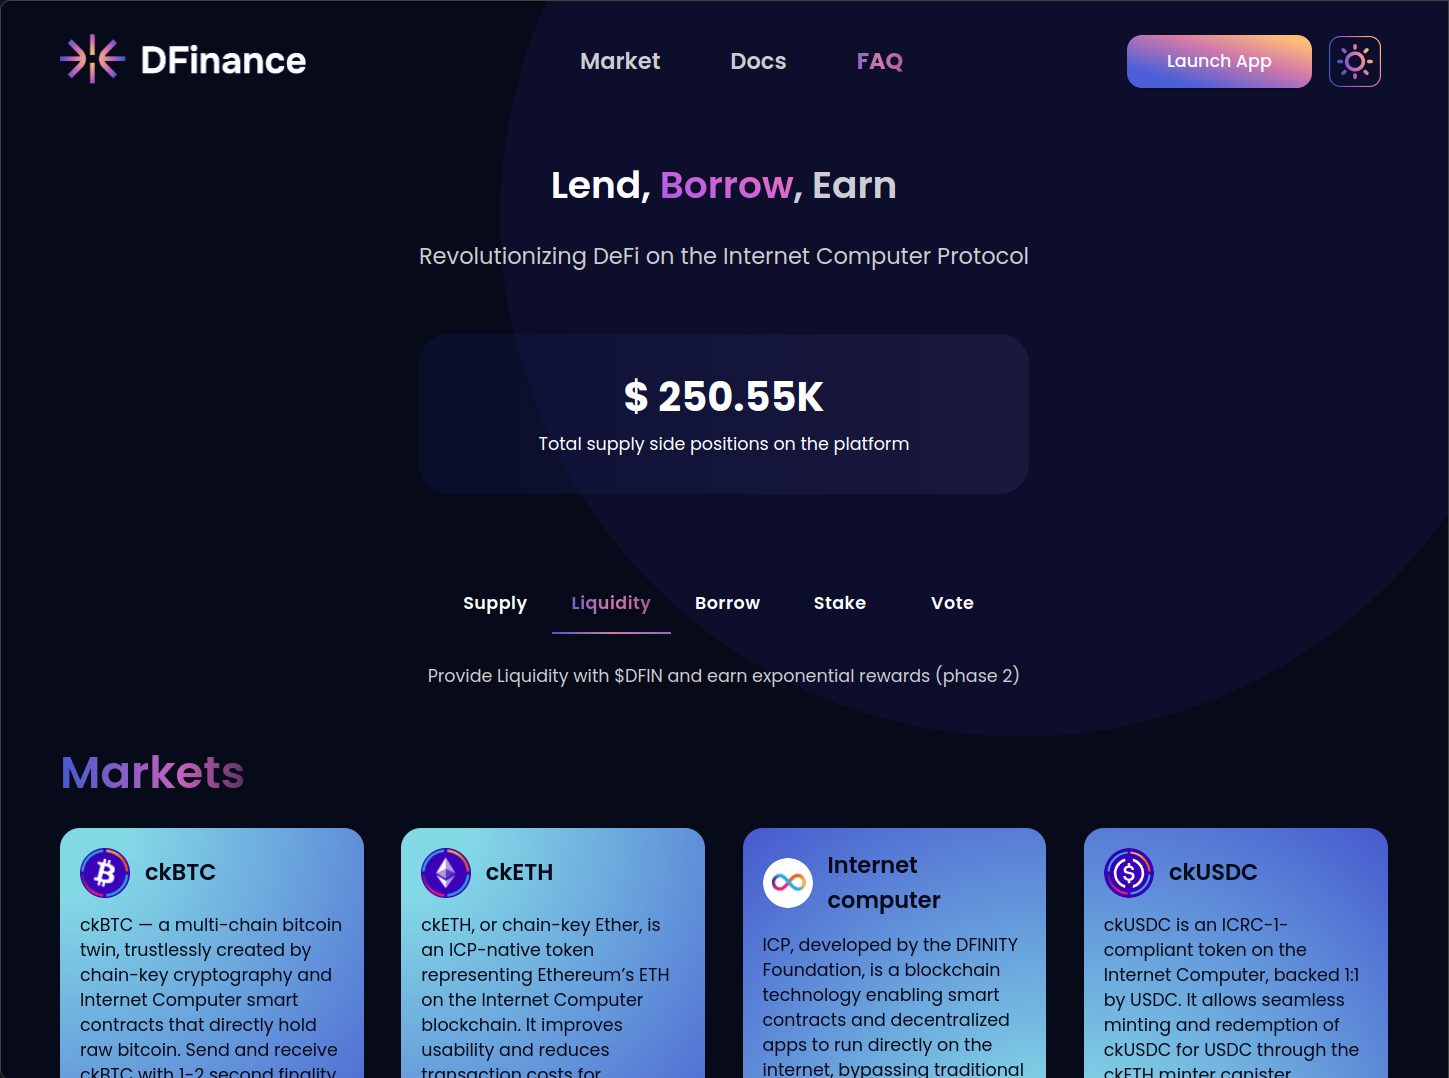 DFinance
Market
Docs
FAQ
Launch App
Lend, Borrow, Earn
Revolutionizing DeFi on the Internet Computer Protocol
$ 250.55K
Total supply side positions on the platform
Supply
Liquidity
Borrow
Stake
Vote
Provide Liquidity with $DFIN and earn exponential rewards (phase 2)
Markets
ckBTC
ckBTC — a multi-chain bitcoin
twin, trustlessly created by
chain-key cryptography and
Internet Computer smart
contracts that directly hold
raw bitcoin. Send and receive
ckBTC with 1-2 second finality
ckETH
ckETH, or chain-key Ether, is
an ICP-native token
representing Ethereum’s ETH
on the Internet Computer
blockchain. It improves
usability and reduces
transaction costs for
Internet
computer
ICP, developed by the DFINITY
Foundation, is a blockchain
technology enabling smart
contracts and decentralized
apps to run directly on the
internet, bypassing traditional
ckUSDC
ckUSDC is an ICRC-1-
compliant token on the
Internet Computer, backed 1:1
by USDC. It allows seamless
minting and redemption of
ckUSDC for USDC through the
ckETH minter canister